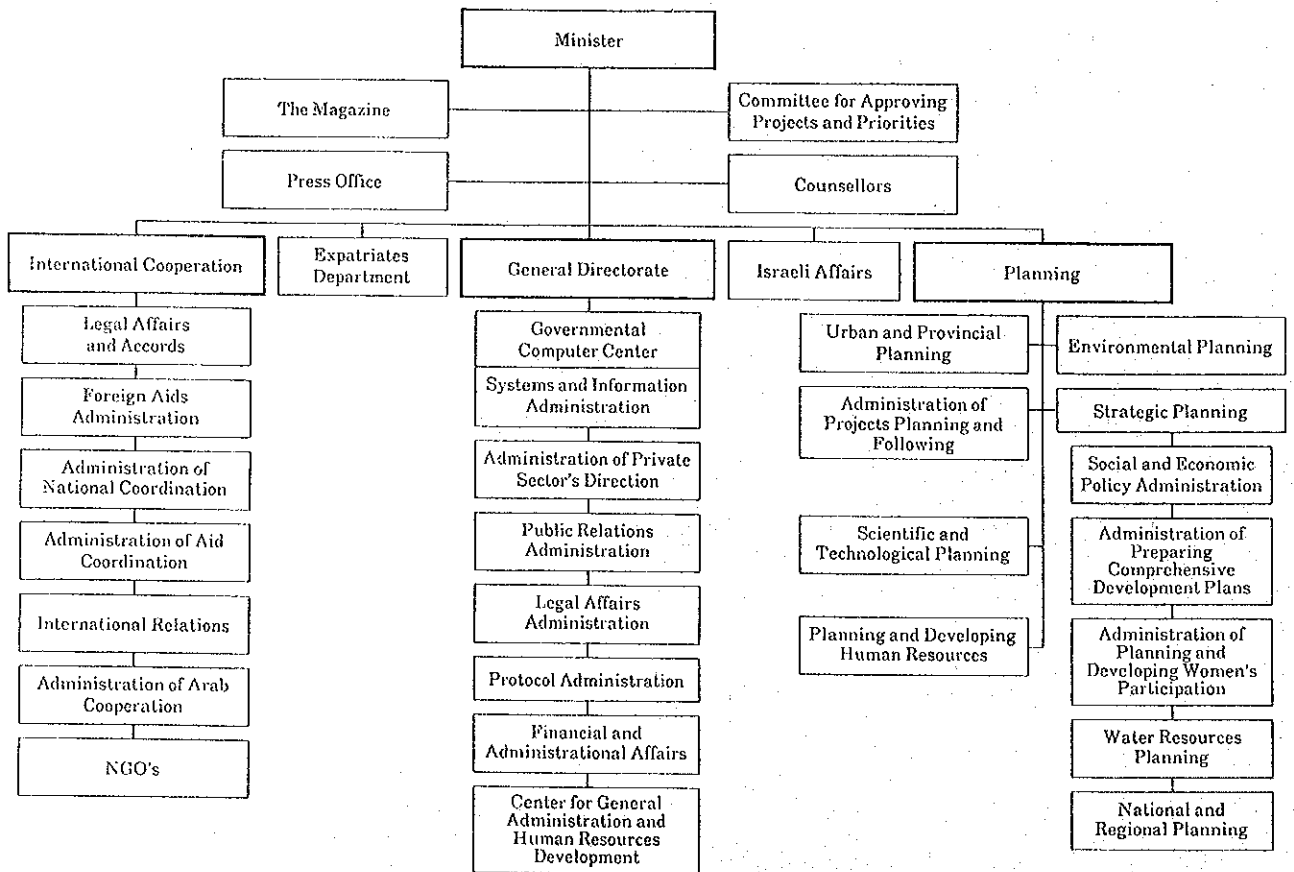 Minister
The Magazine
Committee for Approving
Projects and Priorities
Press Office
Counsellors
International Cooperation
Expatriates
Department
General Directorate
Israeli Affairs
Planning
Legal Affairs
and Accords
Foreign Aids
Administration
Administration of
National Coordination
Administration of Aid
Coordination
International Relations
Administration of Arab
Cooperation
NGO's
Governmental
Computer Center
Systems and Information
Administration
Administration of Private
Sector's Direction
Public Relations
Administration
Legal Affairs
Administration
Protocol Administration
Financial and
Administrational Affairs
Center for General
Administration and
Human Resources
Development
Urban and Provincial
Planning
Administration of
Projects Planning and
Following
Scientific and
Technological Planning
Planning and Developing
Human Resources
Environmental Planning
Strategic Planning
Social and Economic
Policy Administration
Administration of
Preparing
Comprehensive
Development Plans
Administration of
Planning and
Developing Women's
Participation
Water Resources
Planning
National and
Regional Planning